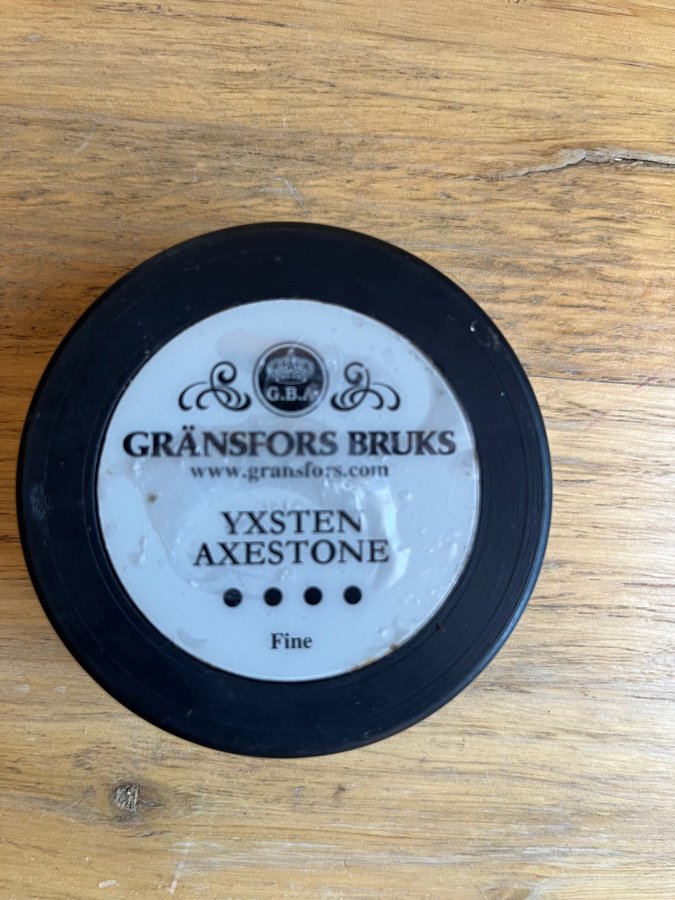 G.B.A
GRÄNSFORS BRUKS
www.gransfors.com
YXSTEN
AXESTONE
Fine